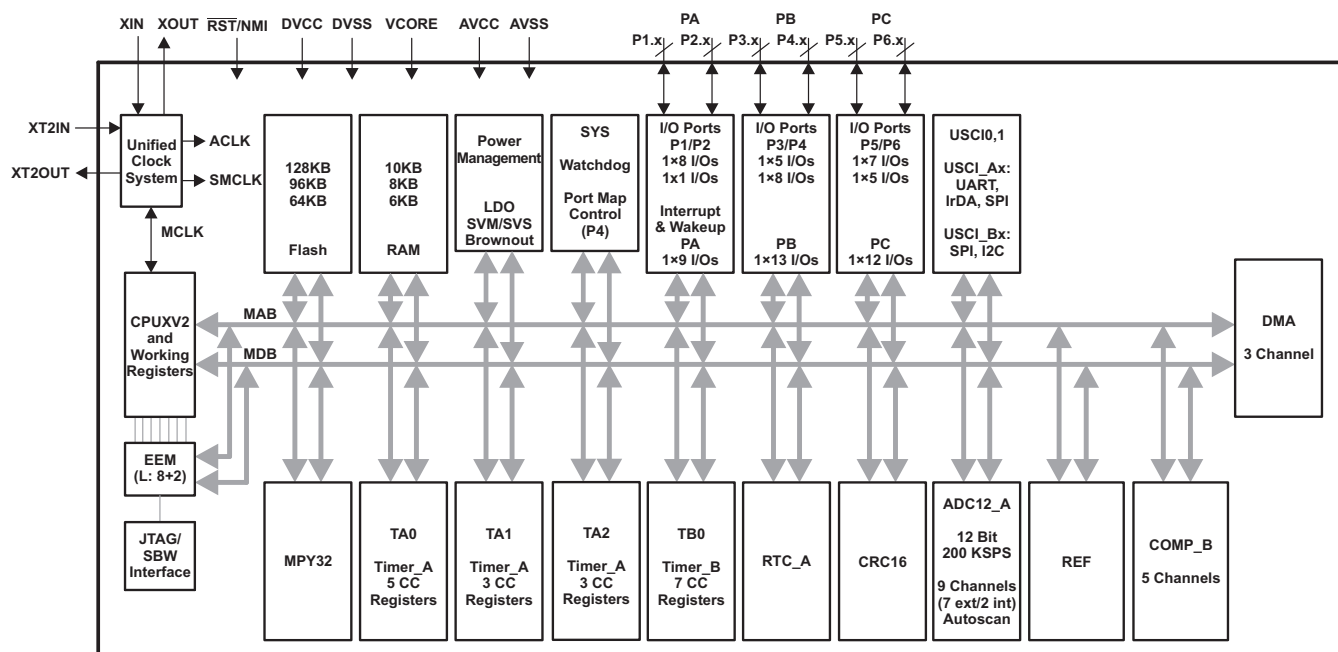 XIN
XOUT
RST/NMI
DVCC
DVSS
VCORE
AVCC
AVSS
PA
P1.x
P2.x
PB
P3.x
P4.x
PC
P5.x
P6.x
XT2IN
XT2OUT
Unified
Clock
System
ACLK
SMCLK
MCLK
128KB
96KB
64KB
Flash
10KB
8KB
6KB
RAM
Power
Management
LDO
SVM/SVS
Brownout
SYS
Watchdog
Port Map
Control
(P4)
I/O Ports
P1/P2
1×8 I/Os
1x1 I/Os
Interrupt
& Wakeup
PA
1×9 I/Os
I/O Ports
P3/P4
1×5 I/Os
1×8 I/Os
PB
1×13 I/Os
I/O Ports
P5/P6
1×7 I/Os
1×5 I/Os
PC
1×12 I/Os
USCI0,1
USCI_Ax:
UART,
IrDA, SPI
USCI_Bx:
SPI, I2C
CPUXV2
and
Working
Registers
MAB
MDB
DMA
3 Channel
EEM
(L: 8+2)
JTAG/
SBW
Interface
MPY32
TA0
Timer_A
5 CC
Registers
TA1
Timer_A
3 CC
Registers
TA2
Timer_A
3 CC
Registers
TB0
Timer_B
7 CC
Registers
RTC_A
CRC16
ADC12_A
12 Bit
200 KSPS
9 Channels
(7 ext/2 int)
Autoscan
REF
COMP_B
5 Channels